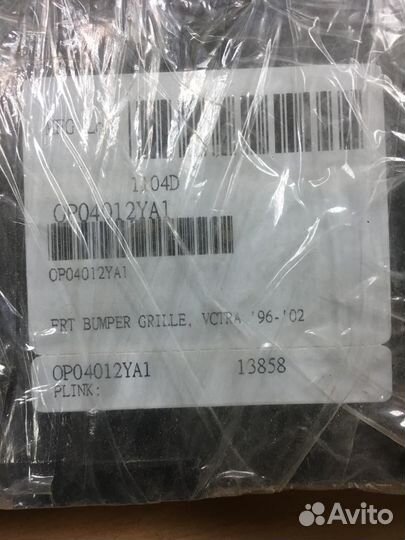 1104D
OP04012YA1
OP04012YA1
FRT BUMPER GRILLE, VCTRA '96-'02
OP04012YA1 13858
PLINK:
Avito